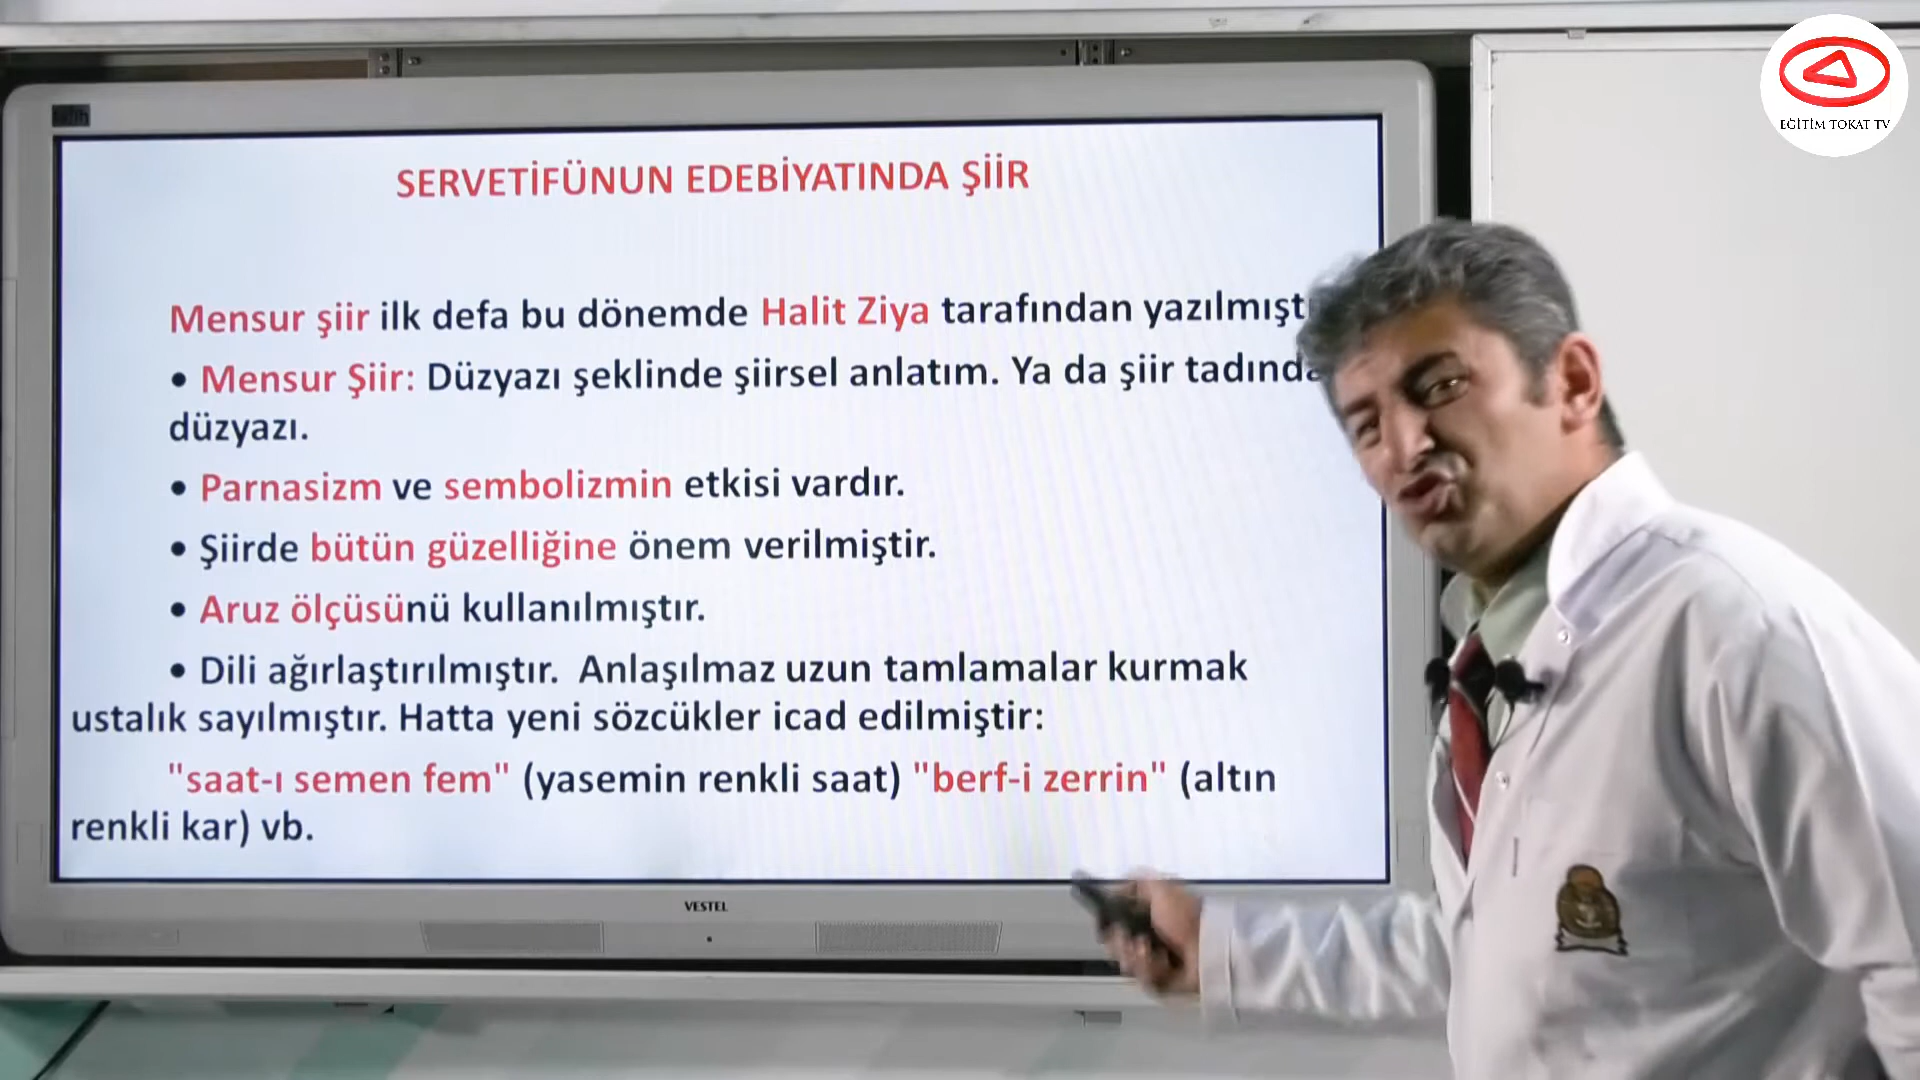 EĞİTİM TOKAT TV
SERVETİFÜNUN EDEBİYATINDA ŞİİR
Mensur şiir ilk defa bu dönemde Halit Ziya tarafından
• Mensur Şiir: Düzyazı şeklinde şiirsel anlatım. Ya da şiir
düzyazı.
• Parnasizm ve sembolizmin etkisi vardır.
• Şiirde bütün güzelliğine önem verilmiştir.
• Aruz ölçüsünü kullanılmıştır.
• Dili ağırlaştırılmıştır. Anlaşılmaz uzun tamlamalar kurmak
ustalık sayılmıştır. Hatta yeni sözcükler icad edilmiştir:
"saat-ı semen fem" (yasemin renkli saat) "berf-i zerrin" (altın
renkli kar) vb.
VESTEL